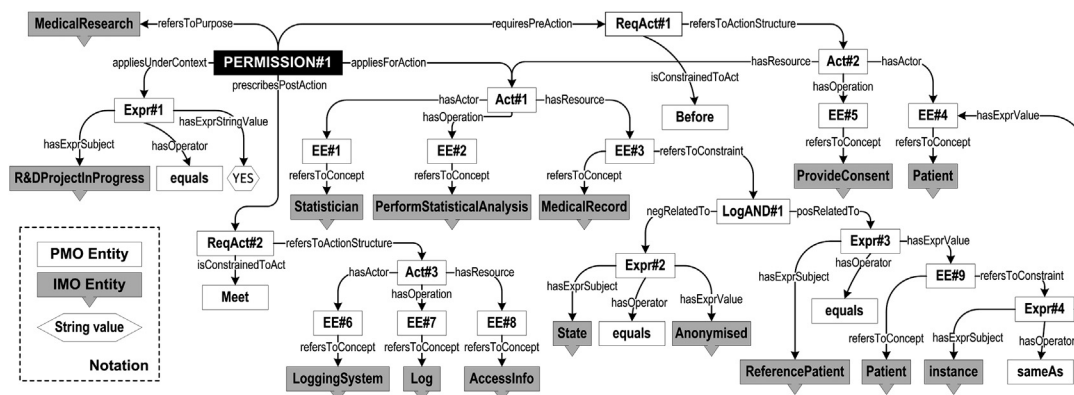 MedicalResearch
refersToPurpose
requiresPreAction
ReqAct#1
refersToActionStructure
appliesUnderContext
PERMISSION#1
appliesForAction
hasResource
Act#2
hasActor
prescribesPostAction
isConstrainedToAct
hasOperation
Expr#1
hasActor
Act#1
hasResource
hasExprStringValue
hasOperation
Before
EE#5
EE#4
hasExprValue
hasExprSubject
hasOperator
EE#1
EE#2
EE#3
refersToConstraint
refersToConcept
refersToConcept
R&DProjectInProgress
equals
YES
refersToConcept
refersToConcept
refersToConcept
ProvideConsent
Patient
Statistician
PerformStatisticalAnalysis
MedicalRecord
LogAND#1
negRelatedTo
posRelatedTo
PMO Entity
IMO Entity
String value
Notation
ReqAct#2
refersToActionStructure
isConstrainedToAct
Meet
hasActor
Act#3
hasResource
hasOperation
Expr#2
Expr#3
hasExprValue
hasExprSubject
hasOperator
EE#9
refersToConstraint
hasExprSubject
hasOperator
hasExprValue
EE#6
EE#7
EE#8
equals
Expr#4
refersToConcept
refersToConcept
refersToConcept
State
equals
Anonymised
refersToConcept
hasExprSubject
hasOperator
LoggingSystem
Log
AccessInfo
ReferencePatient
Patient
instance
sameAs